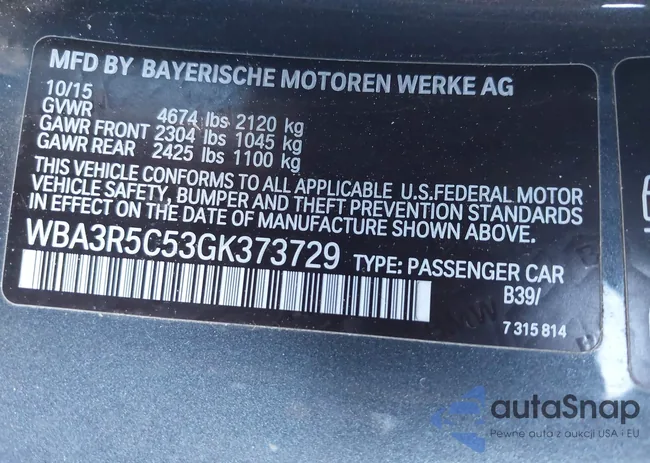 MFD BY BAYERISCHE MOTOREN WERKE AG
10/15
GVWR 4674 lbs 2120 kg
GAWR FRONT 2304 lbs 1045 kg
GAWR REAR 2425 lbs 1100 kg
THIS VEHICLE CONFORMS TO ALL APPLICABLE U.S.FEDERAL MOTOR
VEHICLE SAFETY, BUMPER AND THEFT PREVENTION STANDARDS
IN EFFECT ON THE DATE OF MANUFACTURE SHOWN ABOVE.
WBA3R5C53GK373729 TYPE: PASSENGER CAR
B39/
7 315 814
autaSnap
Pewne auta z aukcji USA - EU